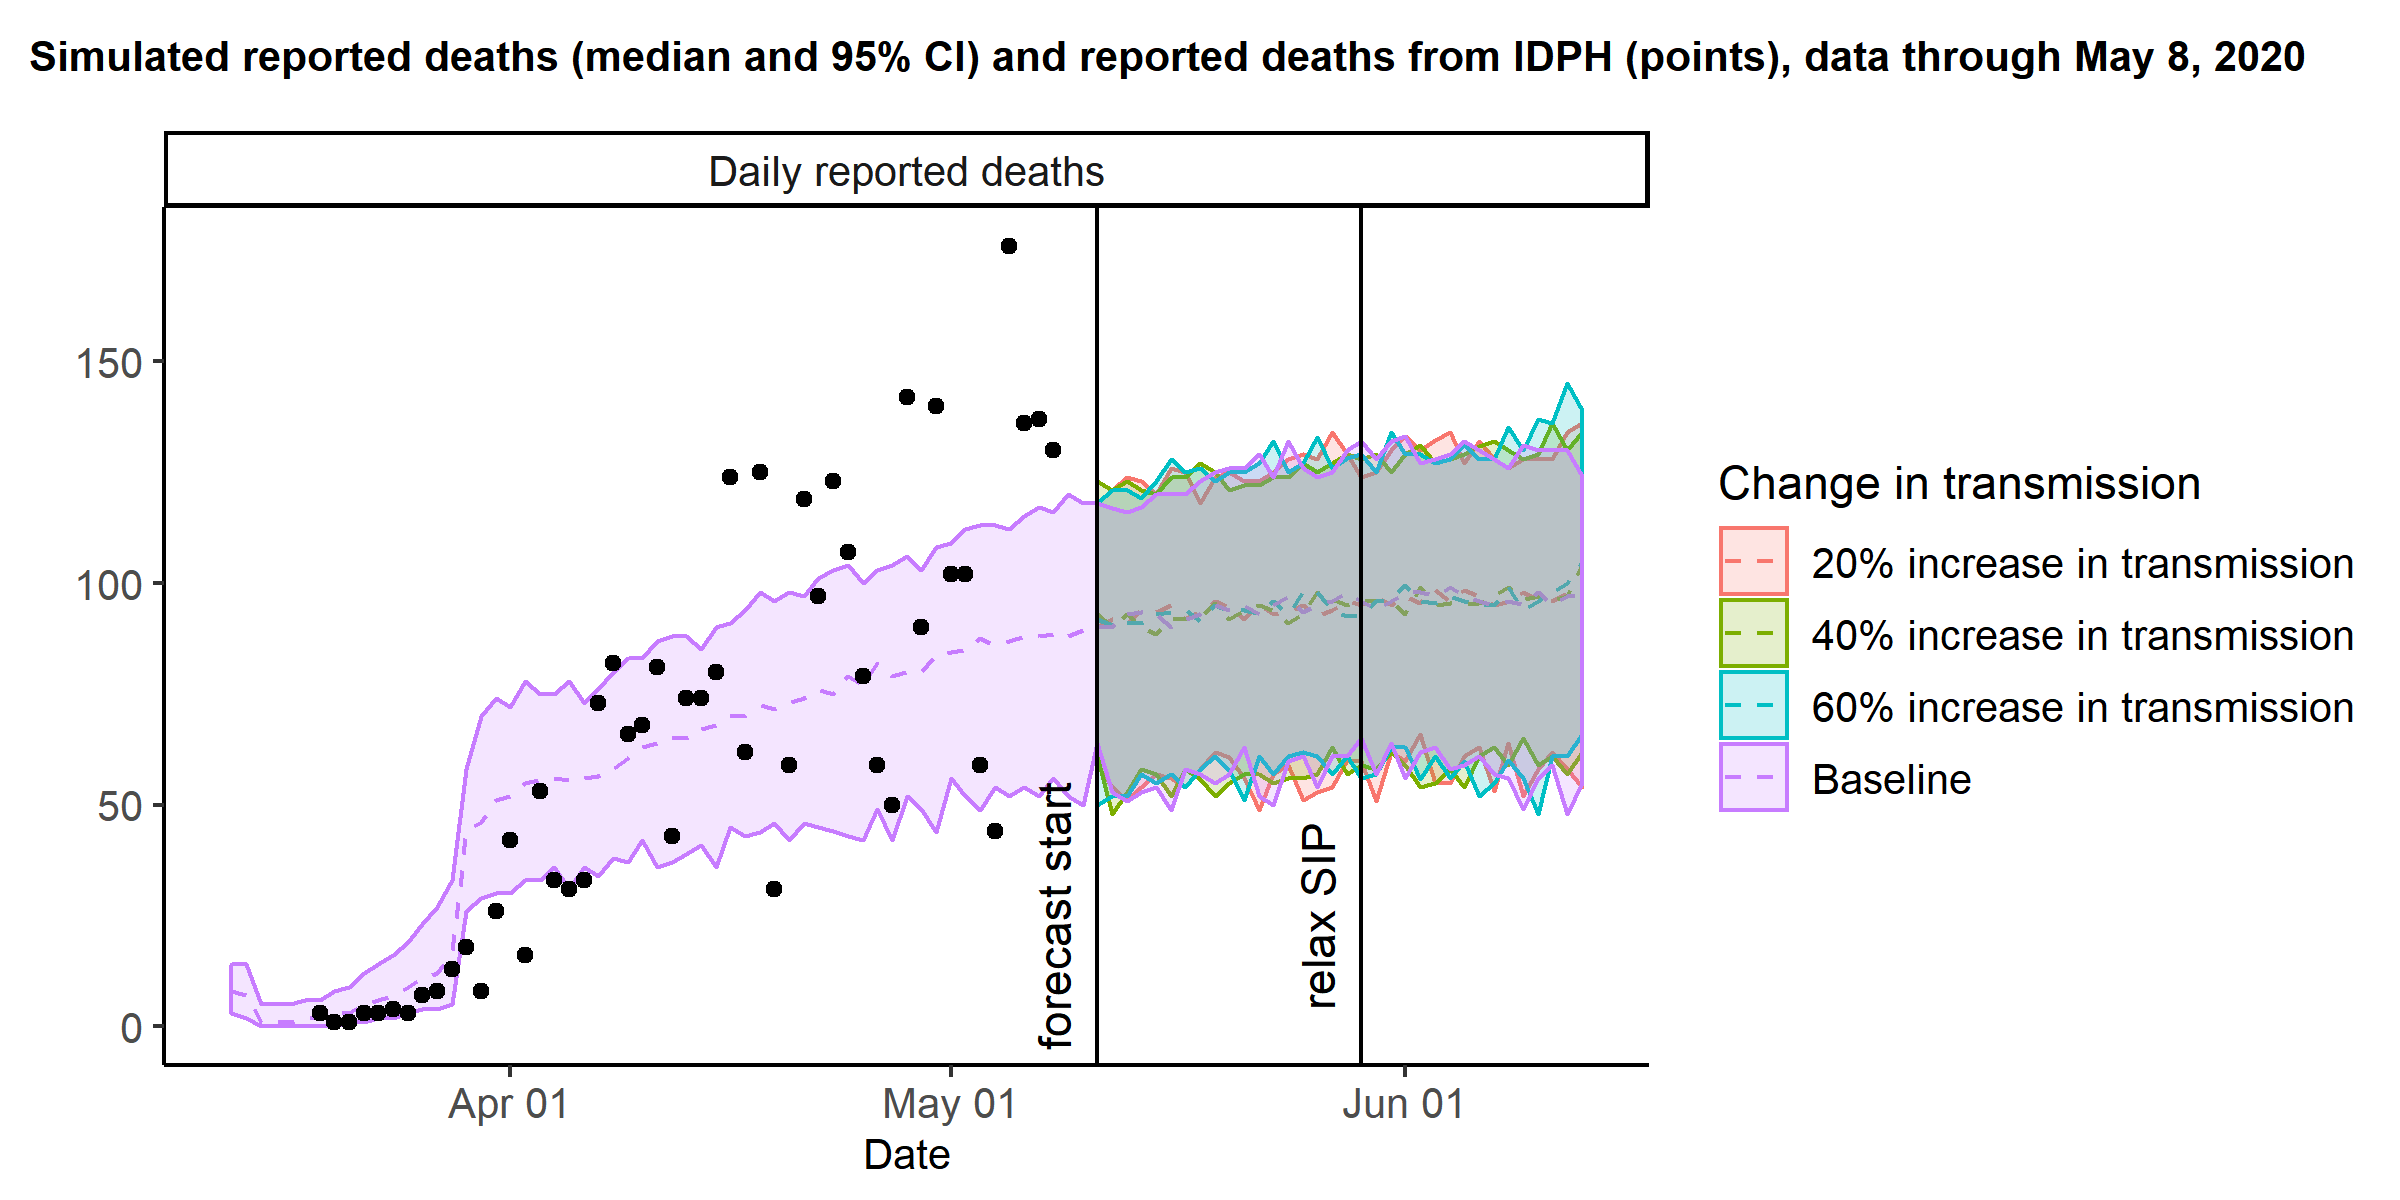 Simulated reported deaths (median and 95% CI) and reported deaths from IDPH (points), data through May 8, 2020
Daily reported deaths
150
100
50
0
forecast start
relax SIP
Apr 01
May 01
Jun 01
Date
Change in transmission
20% increase in transmission
40% increase in transmission
60% increase in transmission
Baseline